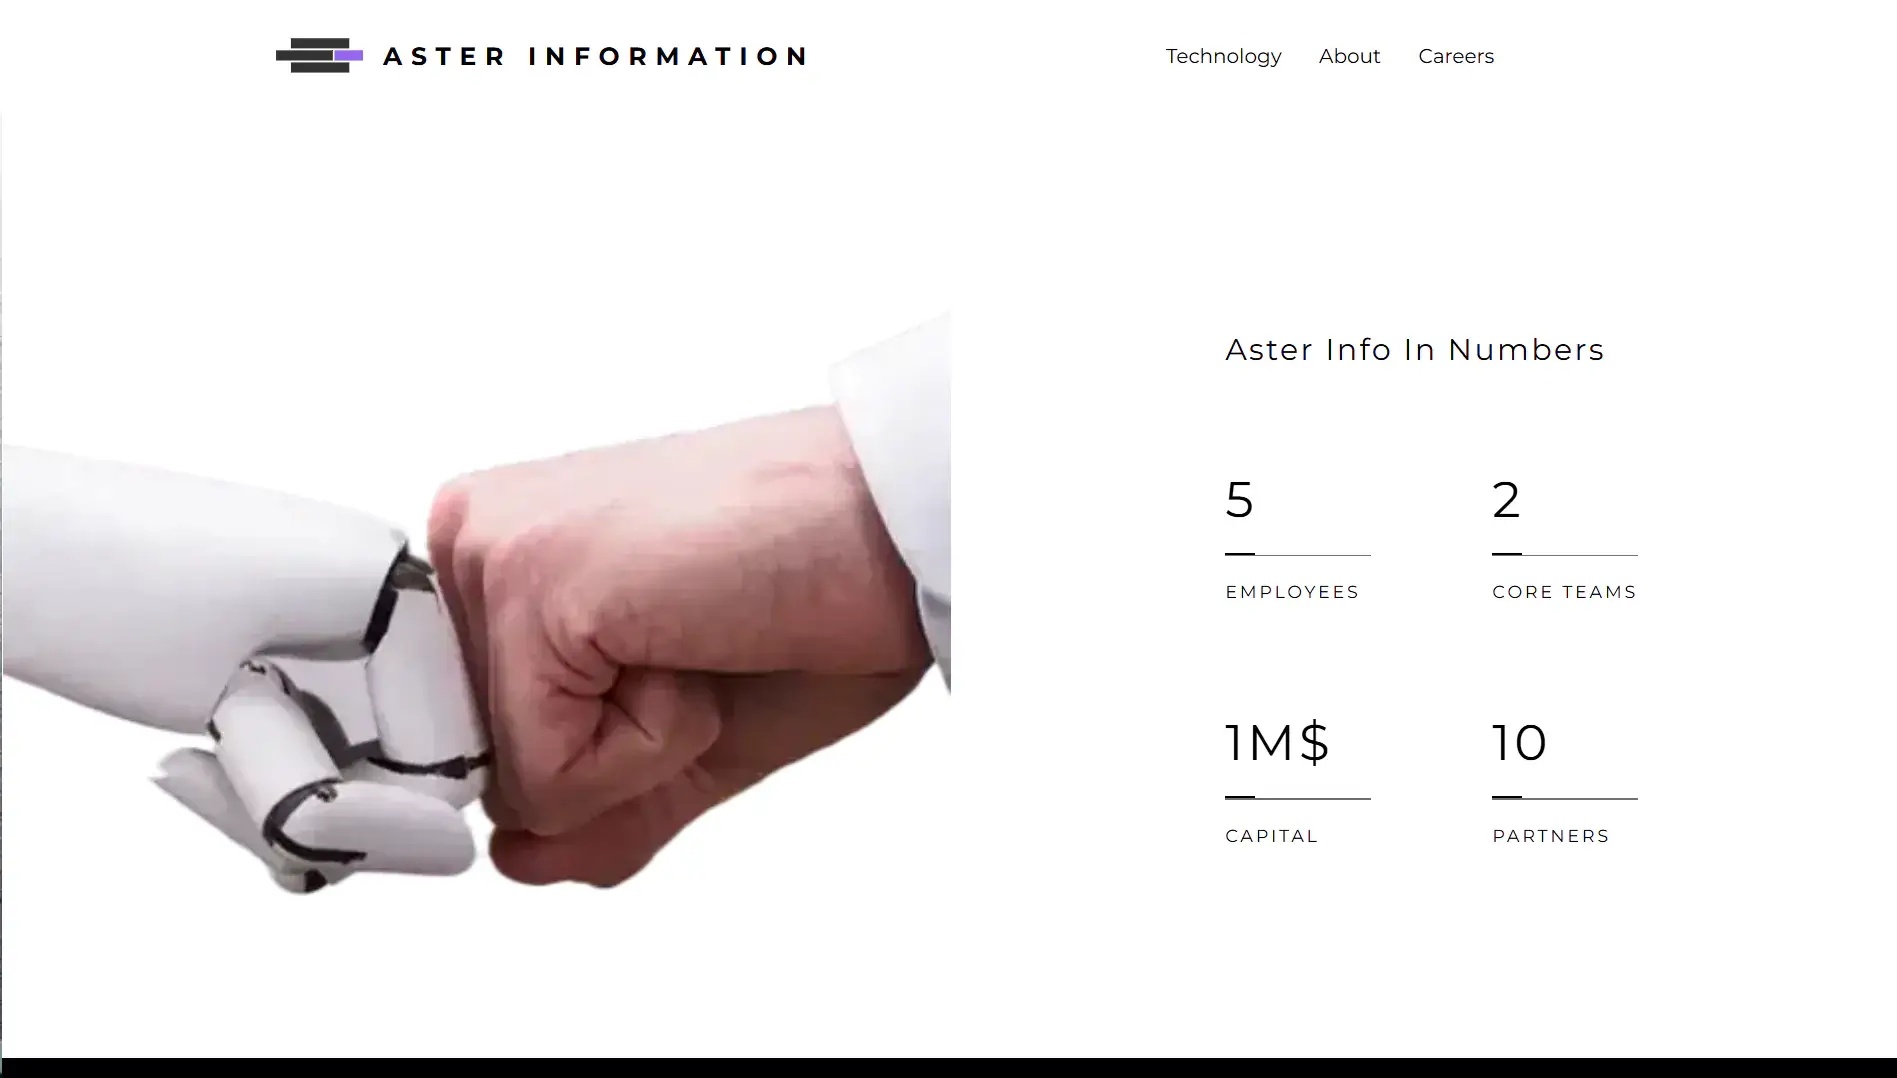 ASTER INFORMATION
Technology About Careers
Aster Info In Numbers
5
EMPLOYEES
2
CORE TEAMS
1M$
CAPITAL
10
PARTNERS